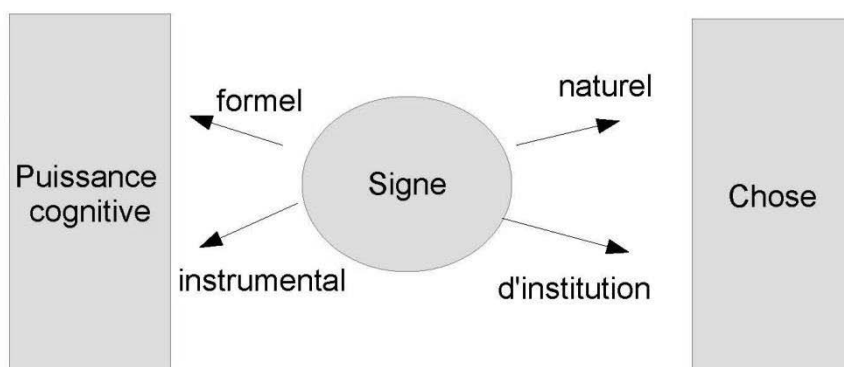 formel
naturel
Puissance
cognitive
Signe
Chose
instrumental
d'institution